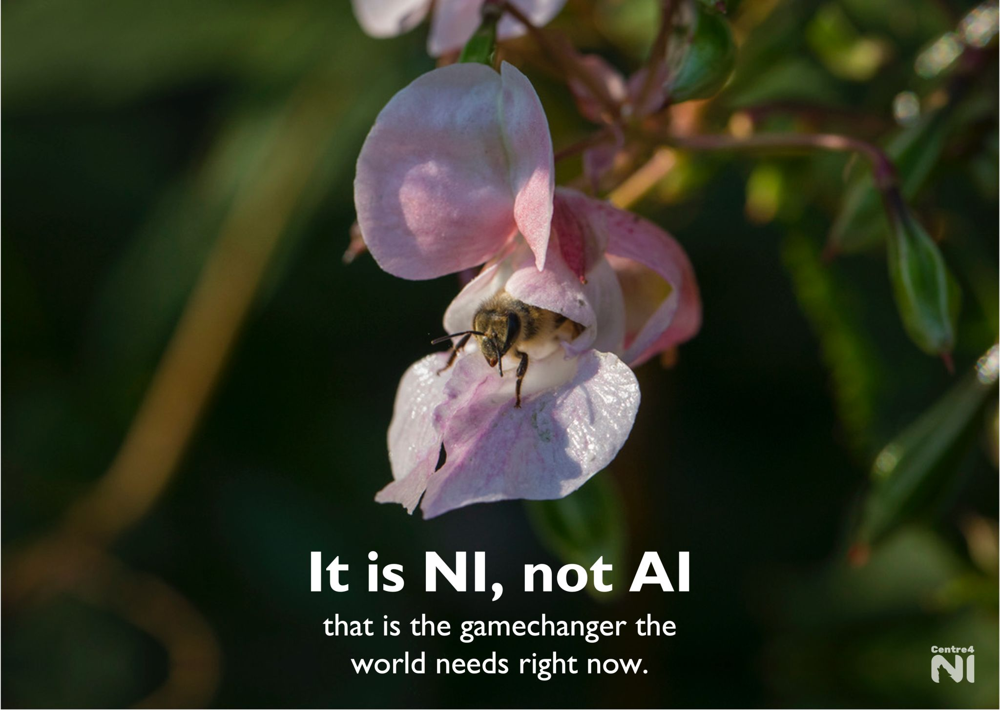 It is NI, not AI
that is the gamechanger the
world needs right now.
Centre4
NI